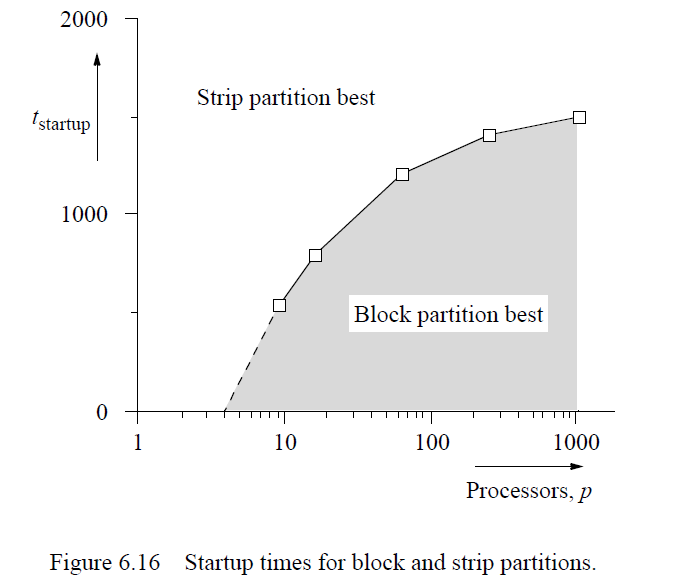 2000
Strip partition best
tstartup
1000
Block partition best
0
1 10 100 1000
Processors, p
Figure 6.16 Startup times for block and strip partitions.